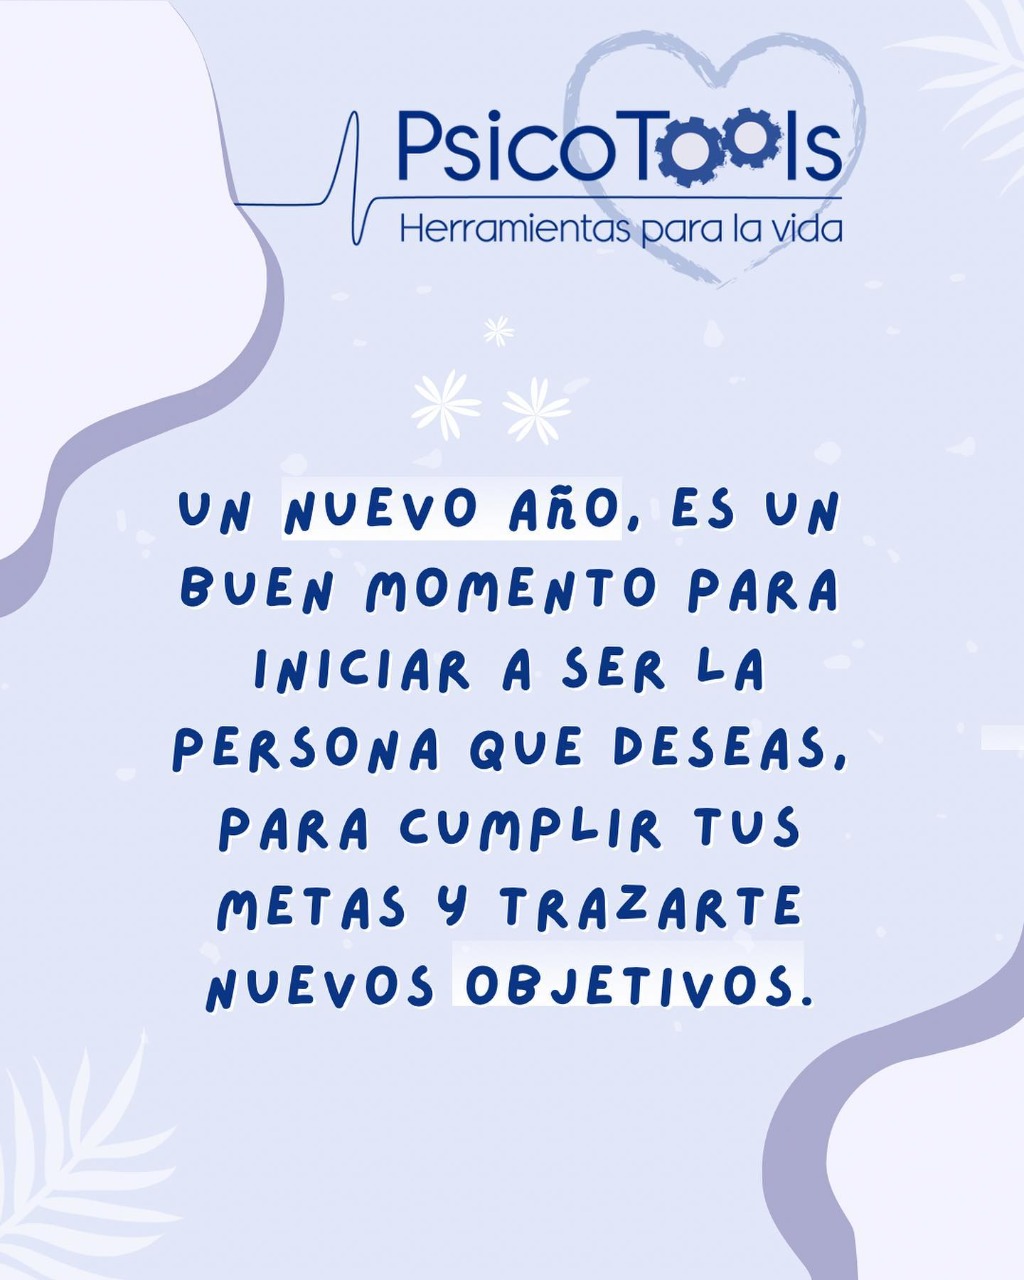 PsicoTools
Herramientas para la vida
UN NUEVO AÑO, ES UN
BUEN MOMENTO PARA
INICIAR A SER LA
PERSONA QUE DESEAS,
PARA CUMPLIR TUS
METAS Y TRAZARTE
NUEVOS OBJETIVOS.